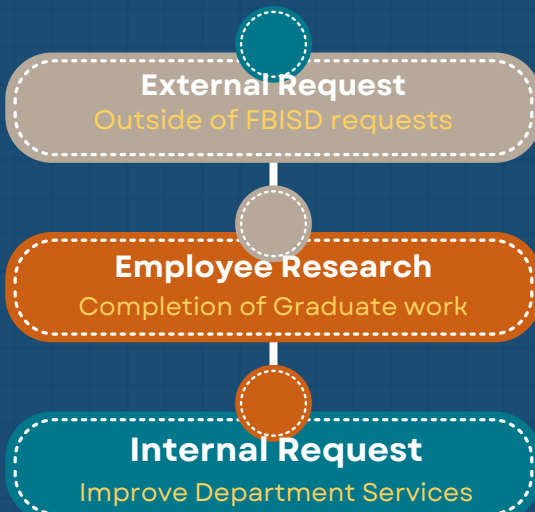 External Request
Outside of FBISD requests
Employee Research
Completion of Graduate work
Internal Request
Improve Department Services